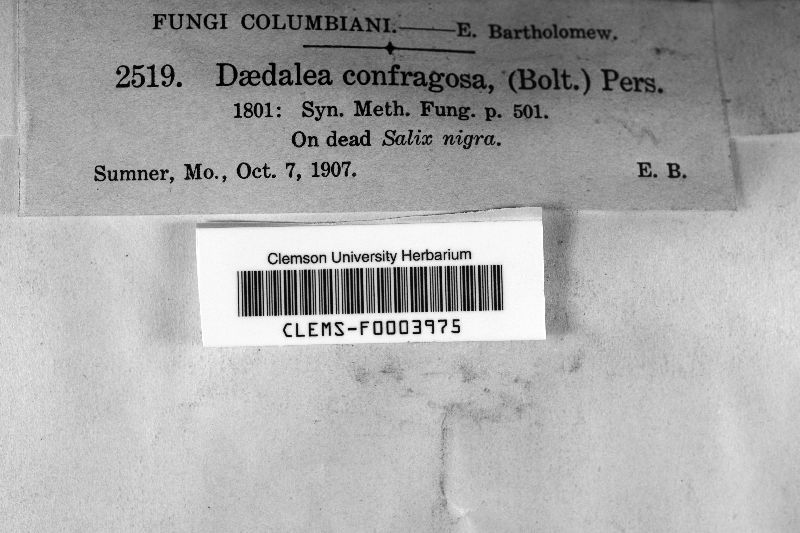 FUNGI COLUMBIANI.——E. Bartholomew.
2519. Dædalea confragosa, (Bolt.) Pers.
1801: Syn. Meth. Fung. p. 501.
On dead Salix nigra.
Sumner, Mo., Oct. 7, 1907. E. B.
Clemson University Herbarium
CLEMS-F0003975